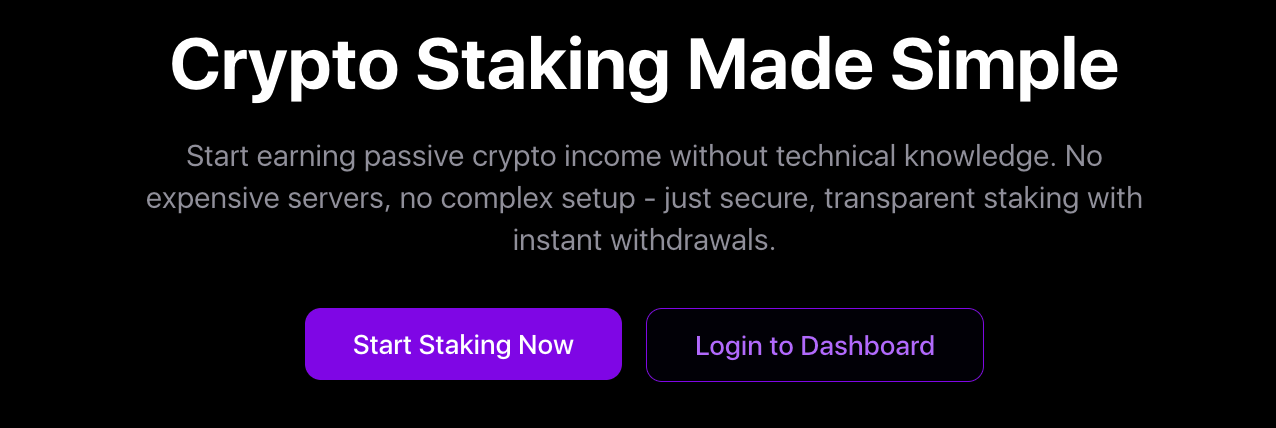 Crypto Staking Made Simple
Start earning passive crypto income without technical knowledge. No
expensive servers, no complex setup - just secure, transparent staking with
instant withdrawals.
Start Staking Now
Login to Dashboard